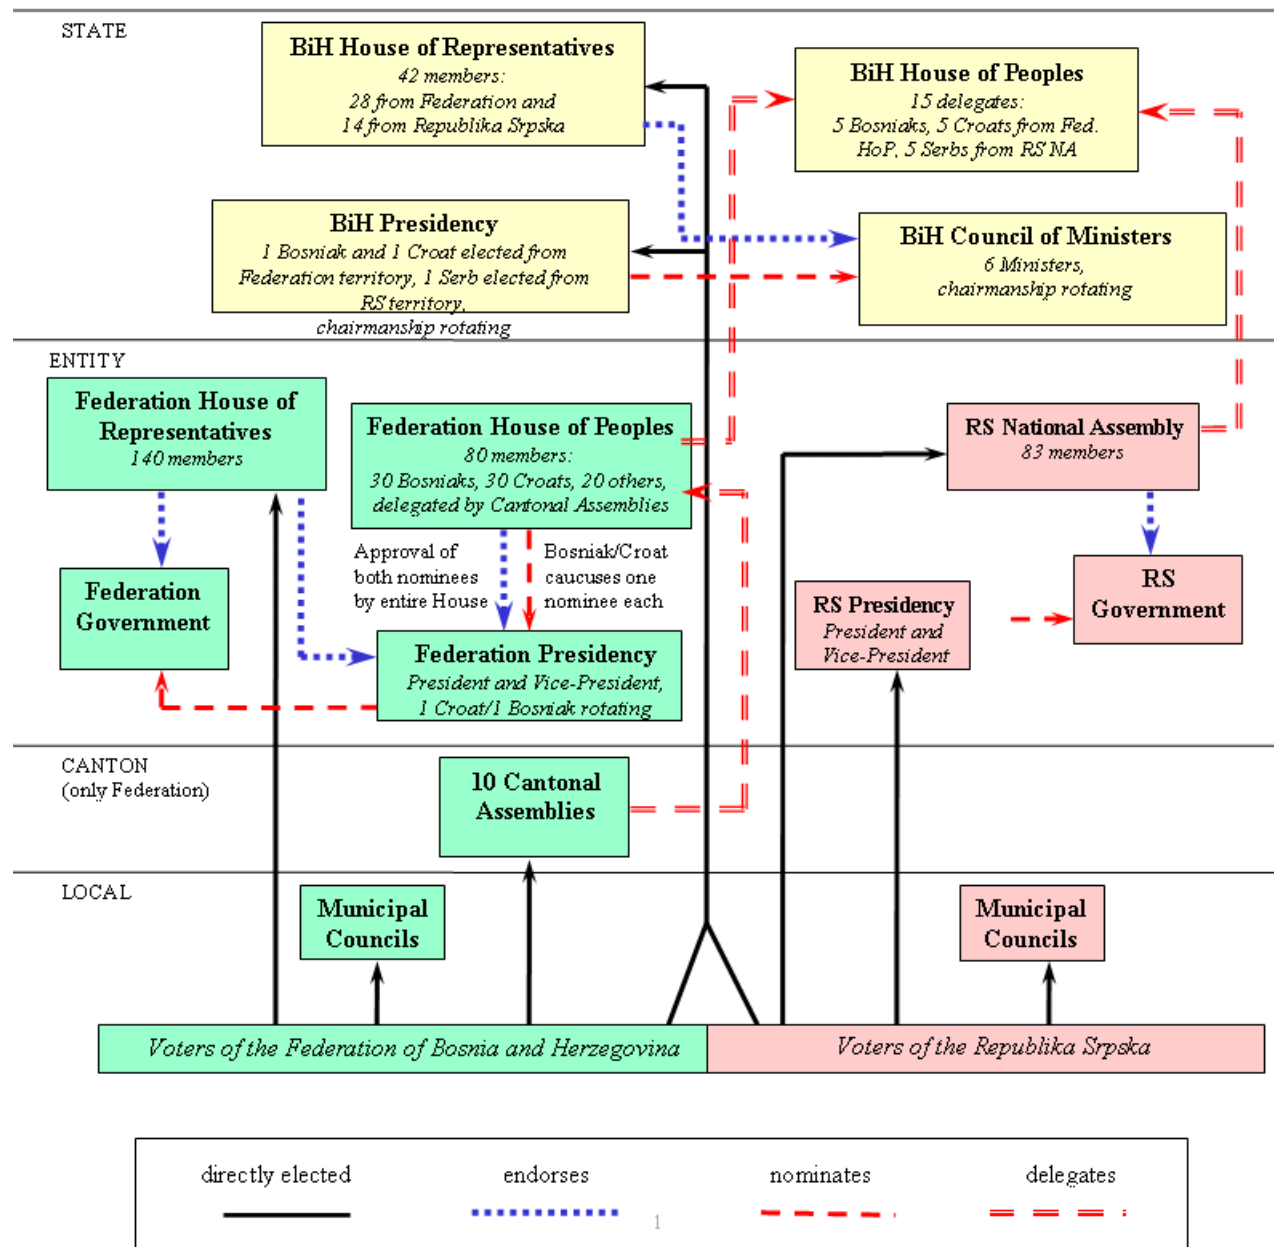 STATE
BiH House of Representatives
42 members:
28 from Federation and
14 from Republika Srpska
BiH House of Peoples
15 delegates:
5 Bosniaks, 5 Croats from Fed.
HoP, 5 Serbs from RS NA
BiH Presidency
1 Bosniak and 1 Croat elected from
Federation territory, 1 Serb elected from
RS territory,
chairmanship rotating
BiH Council of Ministers
6 Ministers,
chairmanship rotating
ENTITY
Federation House of
Representatives
140 members
Federation House of Peoples
80 members:
30 Bosniaks, 30 Croats, 20 others,
delegated by Cantonal Assemblies
RS National Assembly
83 members
Approval of
both nominees
by entire House
Bosniak/Croat
caucuses one
nominee each
Federation
Government
RS Presidency
President and
Vice-President
RS
Government
Federation Presidency
President and Vice-President,
1 Croat/1 Bosniak rotating
CANTON
(only Federation)
10 Cantonal
Assemblies
LOCAL
Municipal
Councils
Municipal
Councils
Voters of the Federation of Bosnia and Herzegovina
Voters of the Republika Srpska
directly elected
endorses
nominates
delegates
1